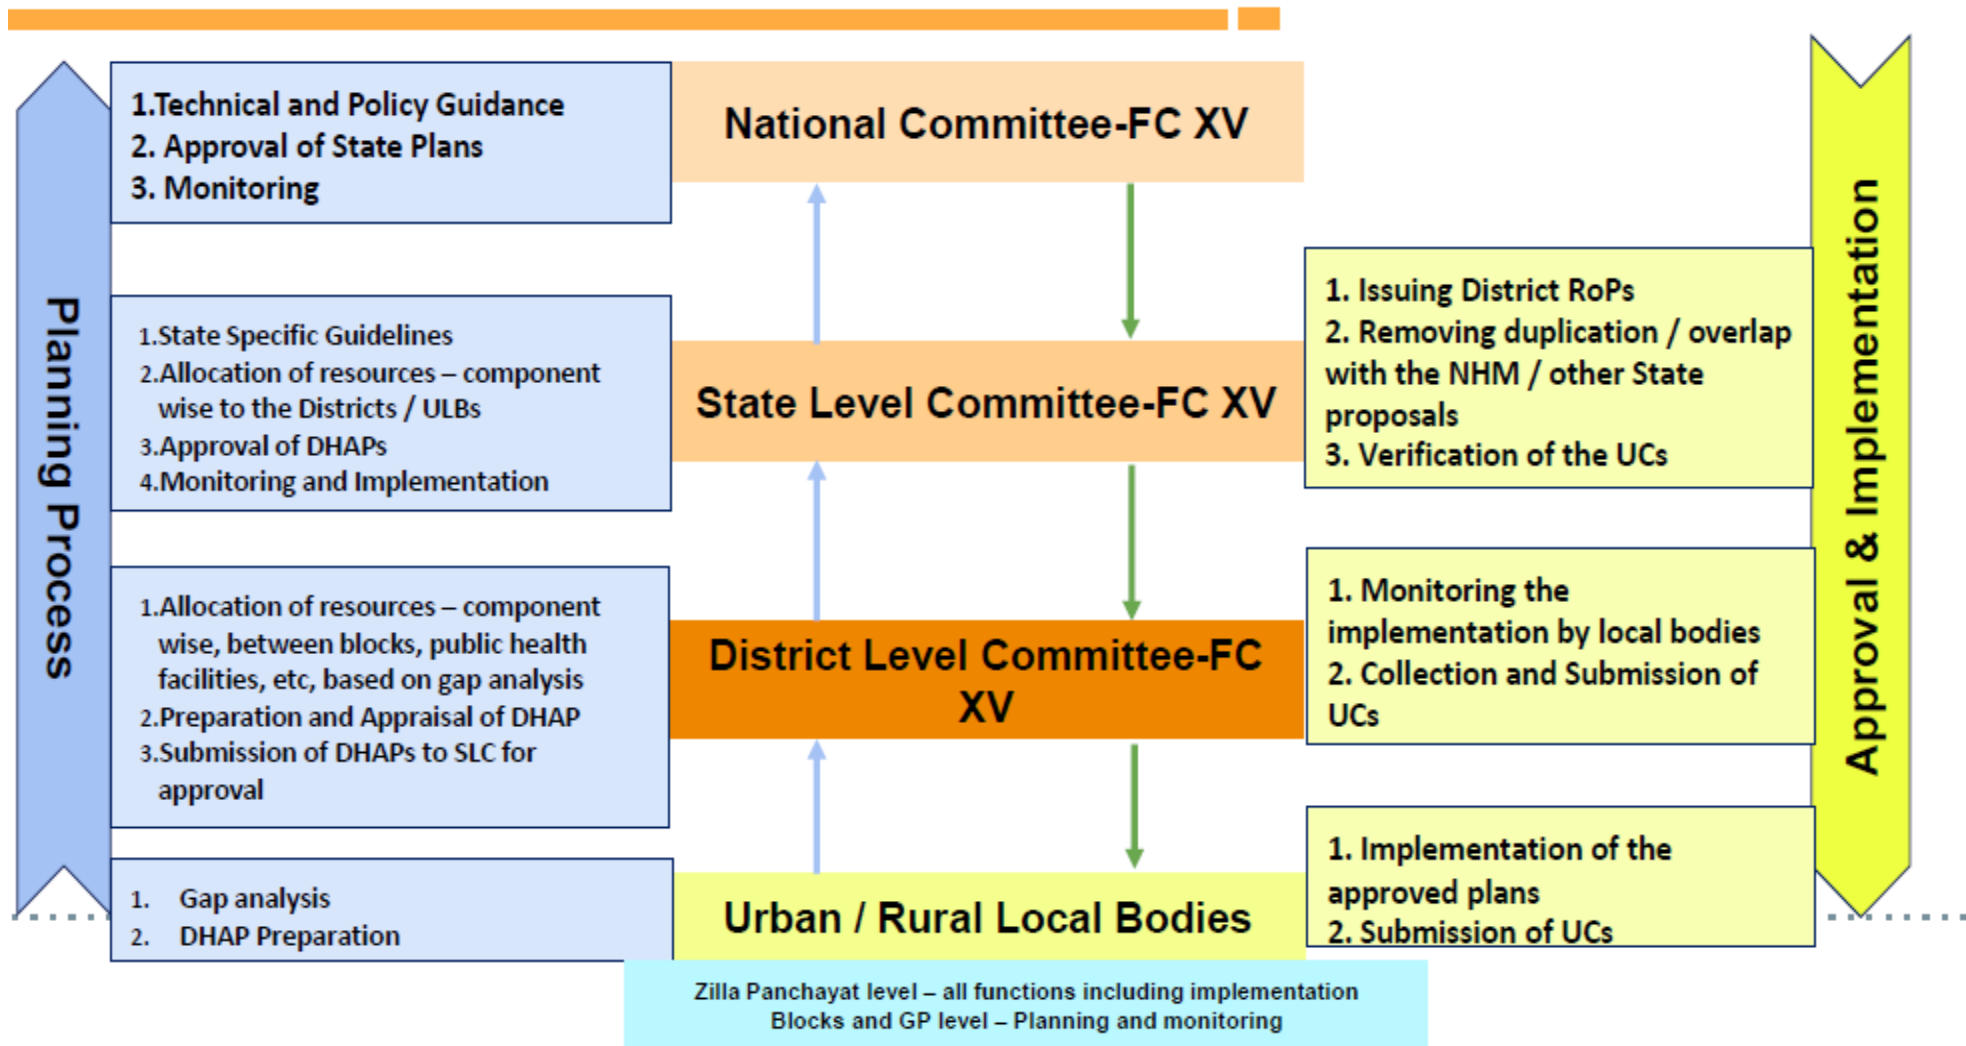 1.Technical and Policy Guidance
2. Approval of State Plans
3. Monitoring
National Committee-FC XV
Planning Process
Approval & Implementation
1.State Specific Guidelines
2.Allocation of resources – component
wise to the Districts / ULBs
3.Approval of DHAPs
4.Monitoring and Implementation
State Level Committee-FC XV
1. Issuing District RoPs
2. Removing duplication / overlap
with the NHM / other State
proposals
3. Verification of the UCs
1.Allocation of resources – component
wise, between blocks, public health
facilities, etc, based on gap analysis
2.Preparation and Appraisal of DHAP
3.Submission of DHAPs to SLC for
approval
District Level Committee-FC
XV
1. Monitoring the
implementation by local bodies
2. Collection and Submission of
UCs
1. Gap analysis
2. DHAP Preparation
Urban / Rural Local Bodies
1. Implementation of the
approved plans
2. Submission of UCs
Zilla Panchayat level – all functions including implementation
Blocks and GP level – Planning and monitoring